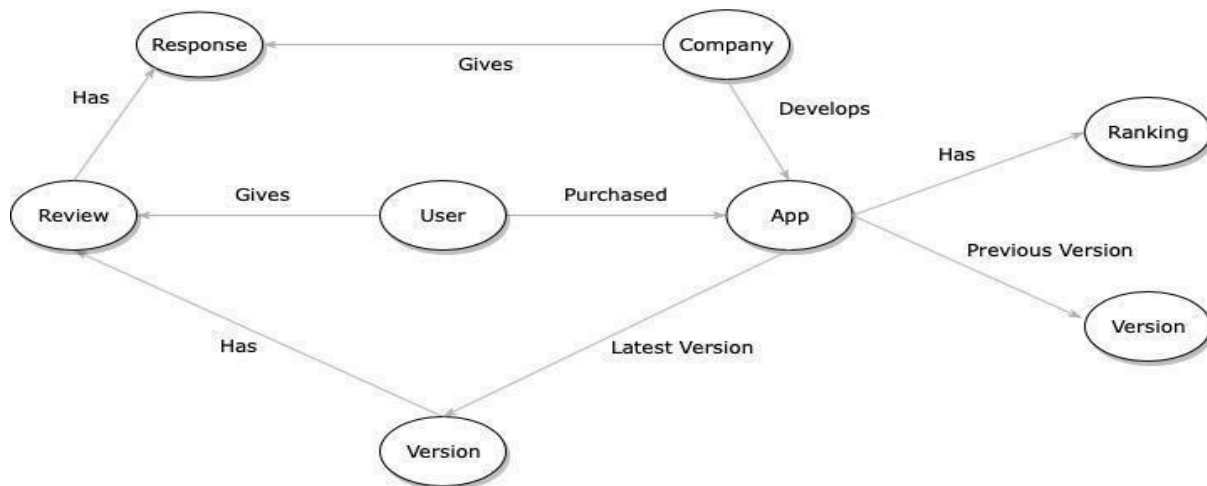 Response
Company
Gives
Has
Develops
Ranking
Has
Review
Gives
User
Purchased
App
Previous Version
Version
Has
Latest Version
Version